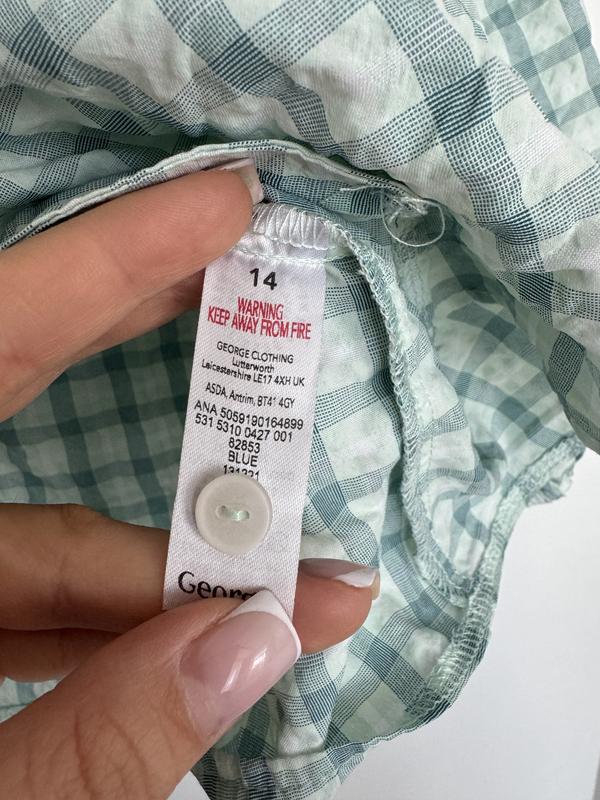 14
WARNING
KEEP AWAY FROM FIRE
GEORGE CLOTHING
Lutterworth
Leicestershire LE17 4XH UK
ASDA, Antrim, BT41 4GY
ANA 5059190164899
531 5310 0427 001
82853
BLUE